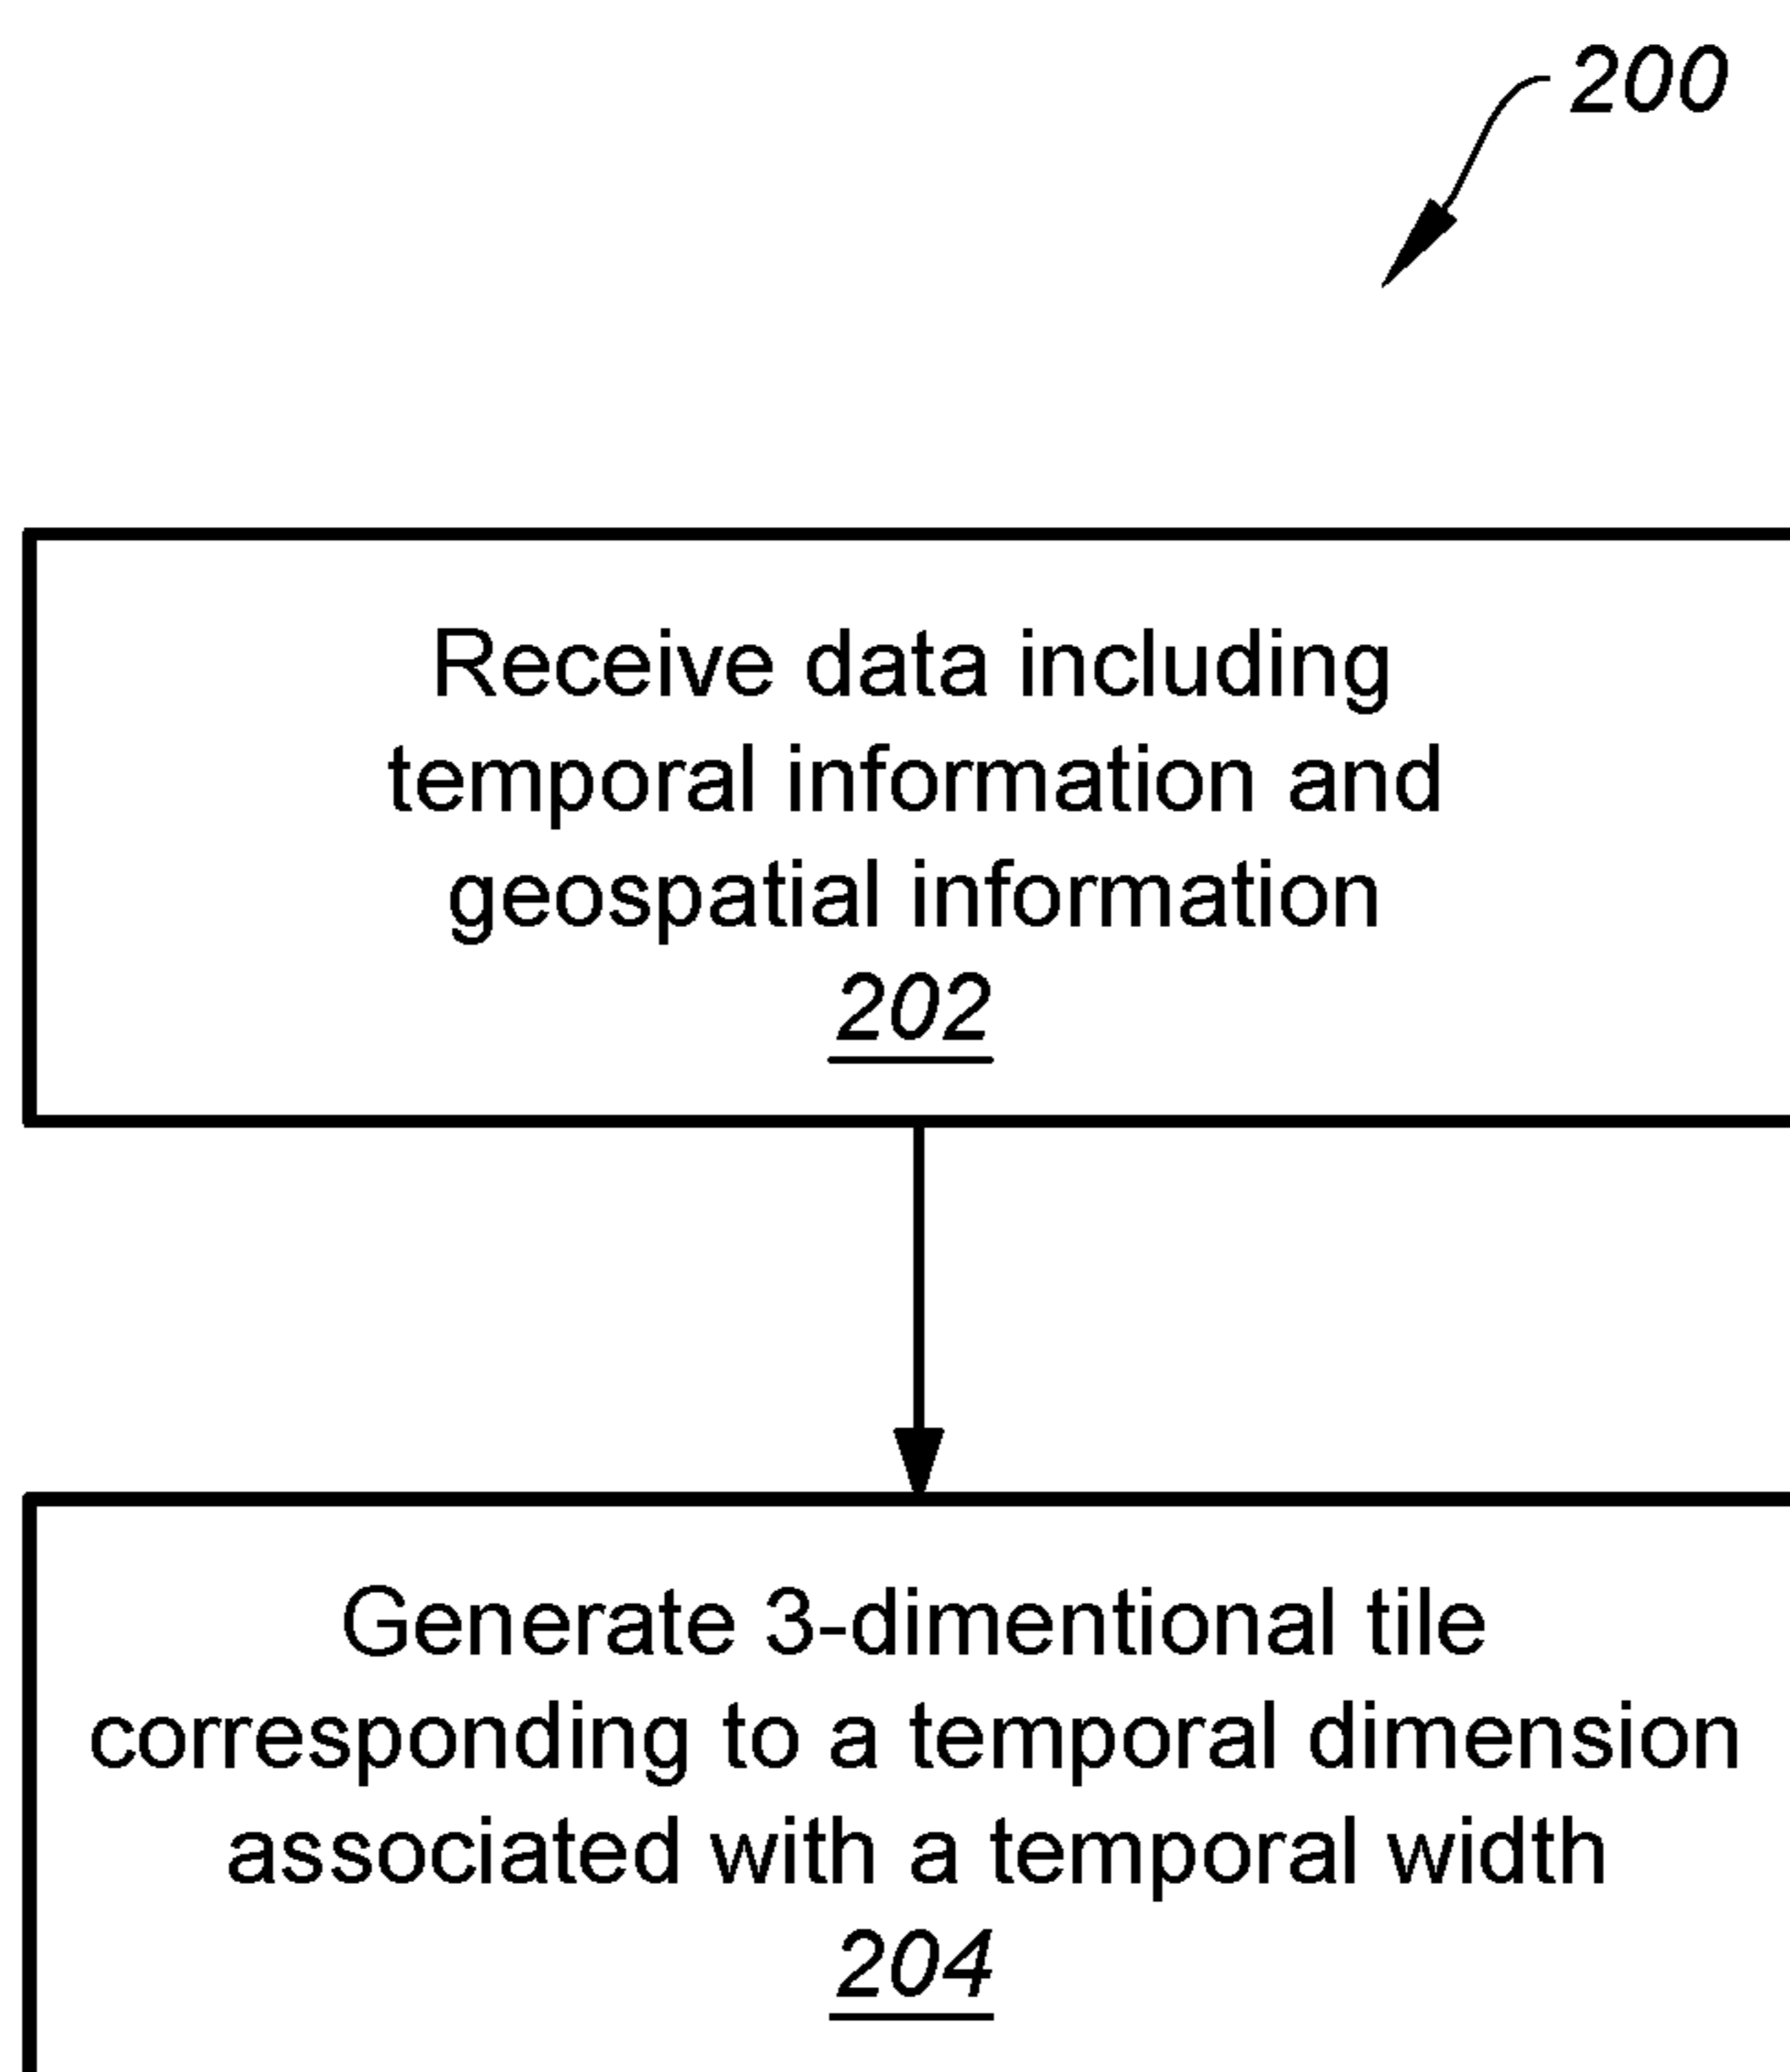 200
Receive data including
temporal information and
geospatial information
202
Generate 3-dimentional tile
corresponding to a temporal dimension
associated with a temporal width
204